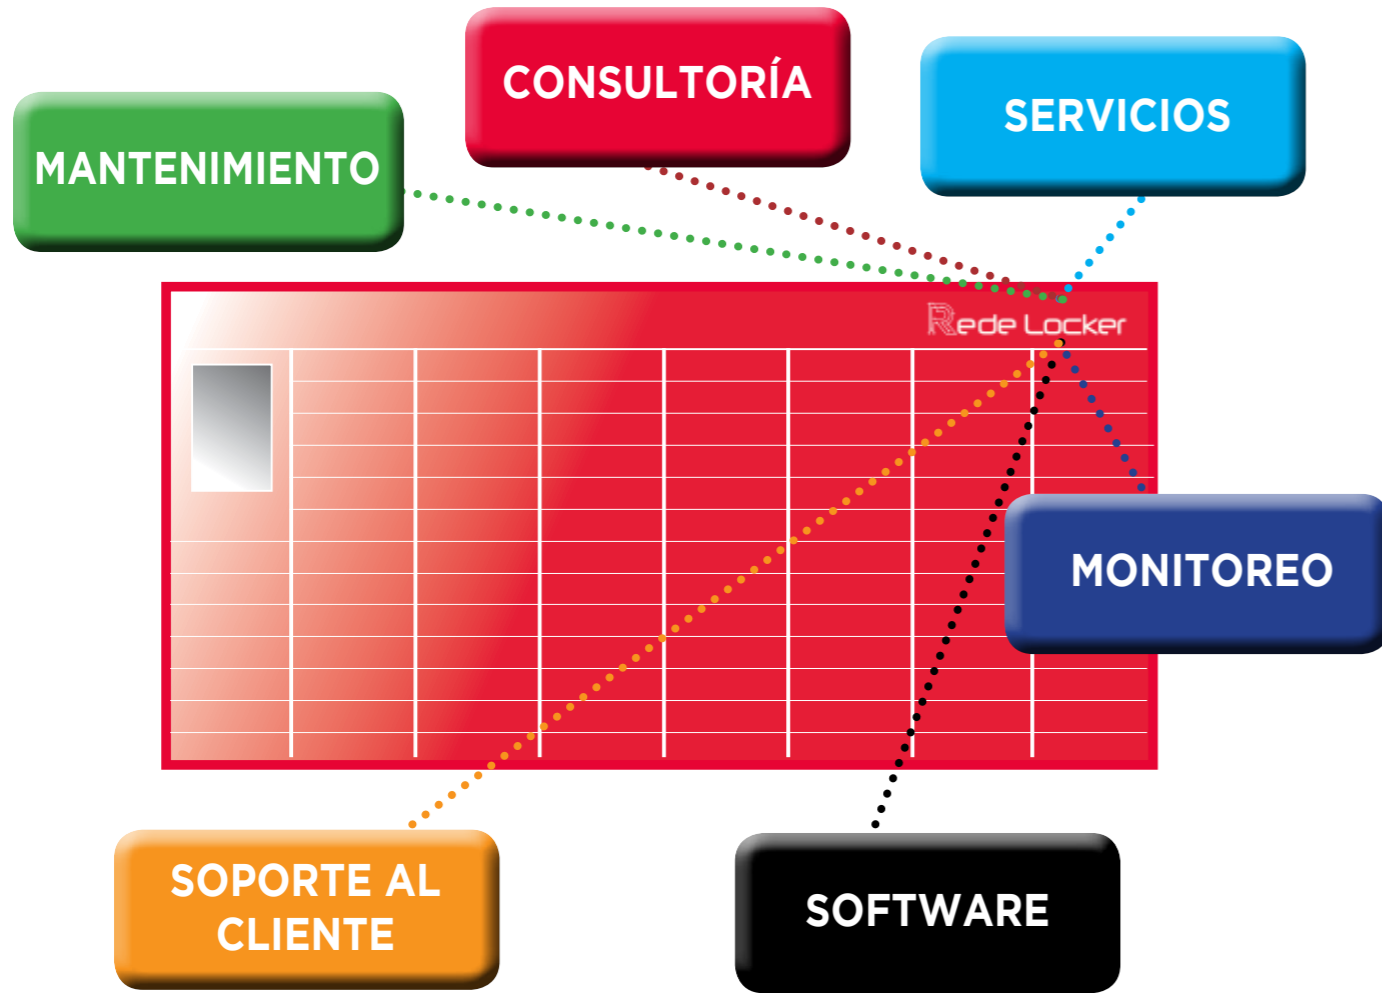 CONSULTORÍA
SERVICIOS
MANTENIMIENTO
Rede Locker
MONITOREO
SOPORTE AL
CLIENTE
SOFTWARE